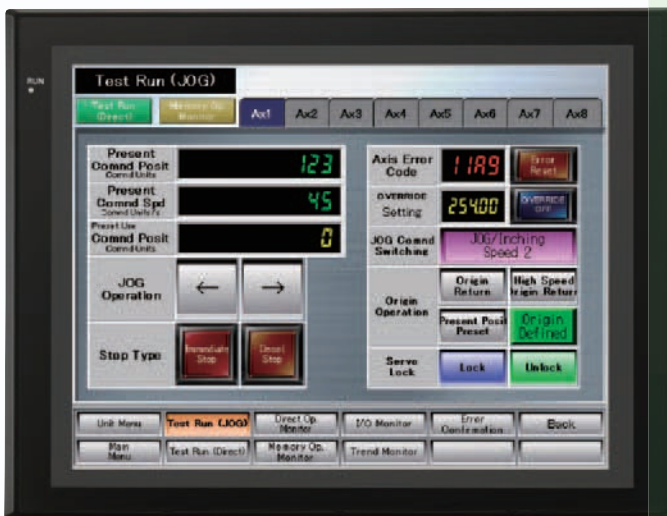 RUN
Test Run (JOG)
Test Run
(Direct)
Memory Op.
Monitor
Ax1
Ax2
Ax3
Ax4
Ax5
Ax6
Ax7
Ax8
Present
Comnd Posit
Comnd Units
123
Present
Comnd Spd
Comnd Units/s
45
Preset Use
Comnd Posit
Comnd Units
0
JOG
Operation
←
→
Stop Type
Immediate
Stop
Decel
Stop
Axis Error
Code
11A9
Error
Reset
OVERRIDE
Setting
254.00
OVERRIDE
OFF
JOG Comnd
Switching
JOG/Inching
Speed 2
Origin
Operation
Origin
Return
High Speed
Origin Return
Present Posit
Preset
Origin
Defined
Servo
Lock
Lock
Unlock
Unit Menu
Test Run (JOG)
Direct Op.
Monitor
I/O Monitor
Error
Confirmation
Back
Main
Menu
Test Run (Direct)
Memory Op.
Monitor
Trend Monitor